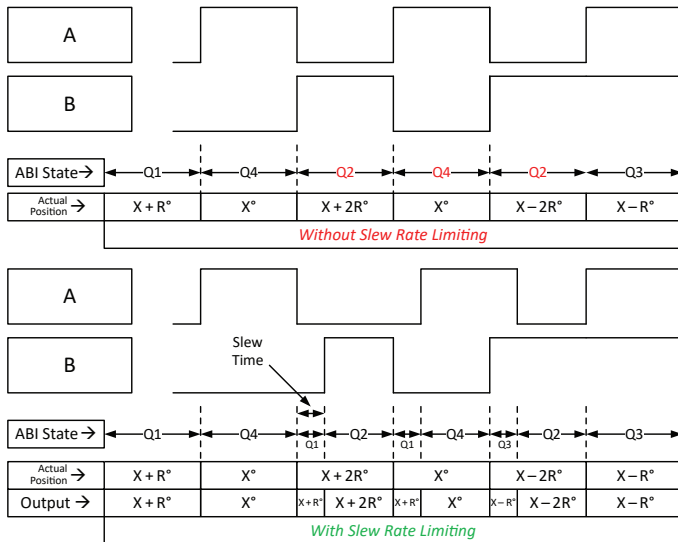 A
B
ABI State → Q1 Q4 Q2 Q4 Q2 Q3
Actual Position → X + R° X° X + 2R° X° X – 2R° X – R°
Without Slew Rate Limiting
A
B
Slew Time
ABI State → Q1 Q4 Q1 Q2 Q1 Q4 Q3 Q2 Q3
Actual Position → X + R° X° X + 2R° X° X – 2R° X – R°
Output → X + R° X° X + R° X + 2R° X + R° X° X – R° X – 2R° X – R°
With Slew Rate Limiting